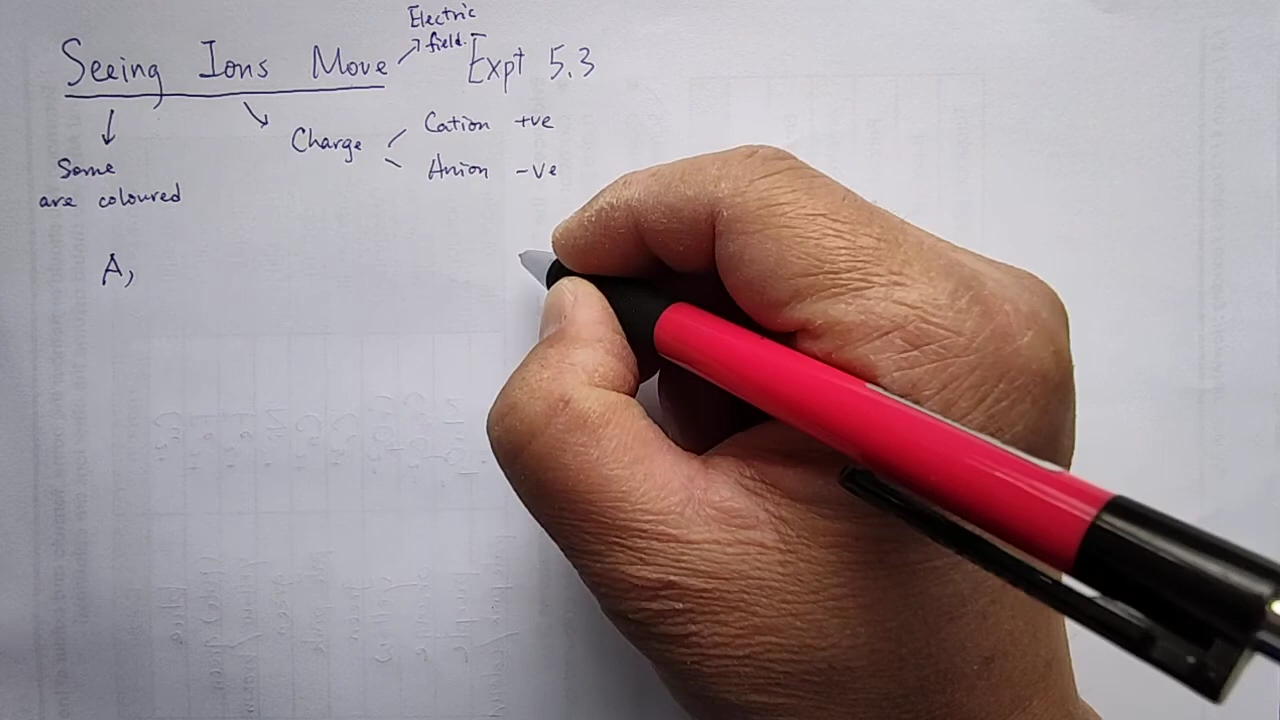 Electric
field.
Seeing Ions Move Expt 5.3
Charge
Cation +ve
Anion -ve
Some
are coloured
A,